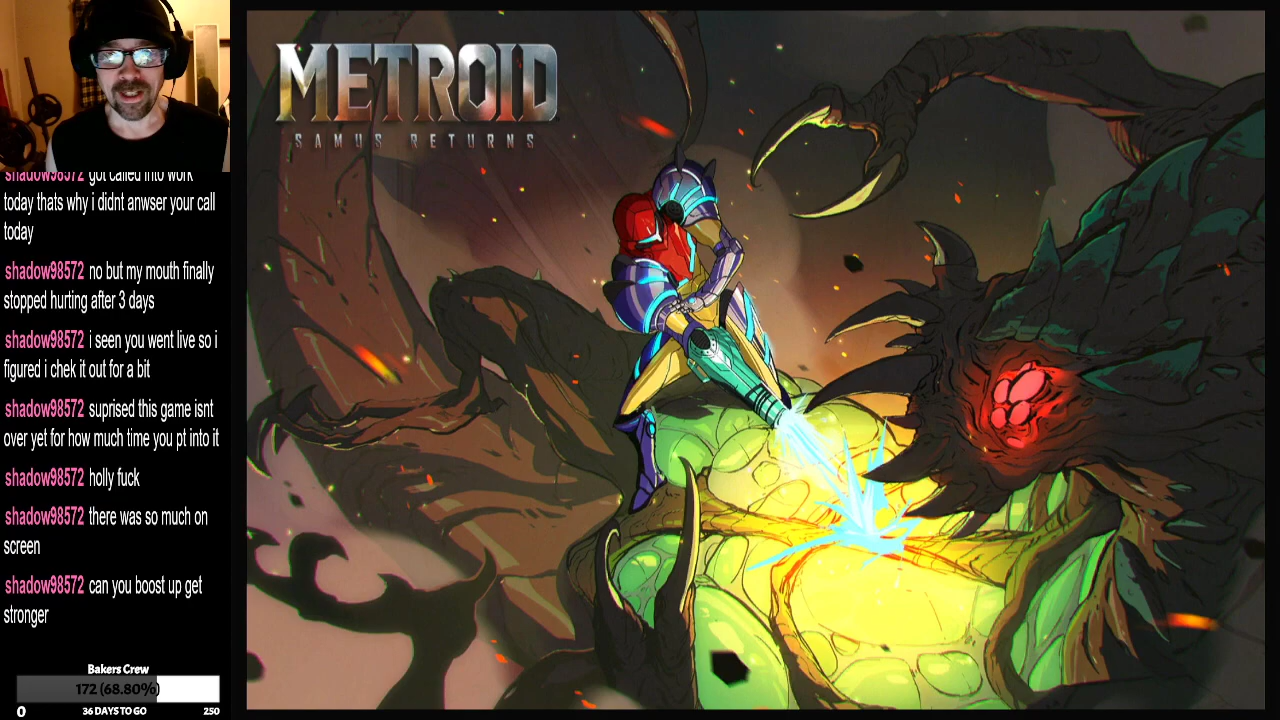 METROID
SAMUS RETURNS
shadow98572 got called into work
today thats why i didnt anwser your call
today
shadow98572 no but my mouth finally
stopped hurting after 3 days
shadow98572 i seen you went live so i
figured i chek it out for a bit
shadow98572 suprised this game isnt
over yet for how much time you pt into it
shadow98572 holly fuck
shadow98572 there was so much on
screen
shadow98572 can you boost up get
stronger
Bakers Crew
172 (68.80%)
0 36 DAYS TO GO 250